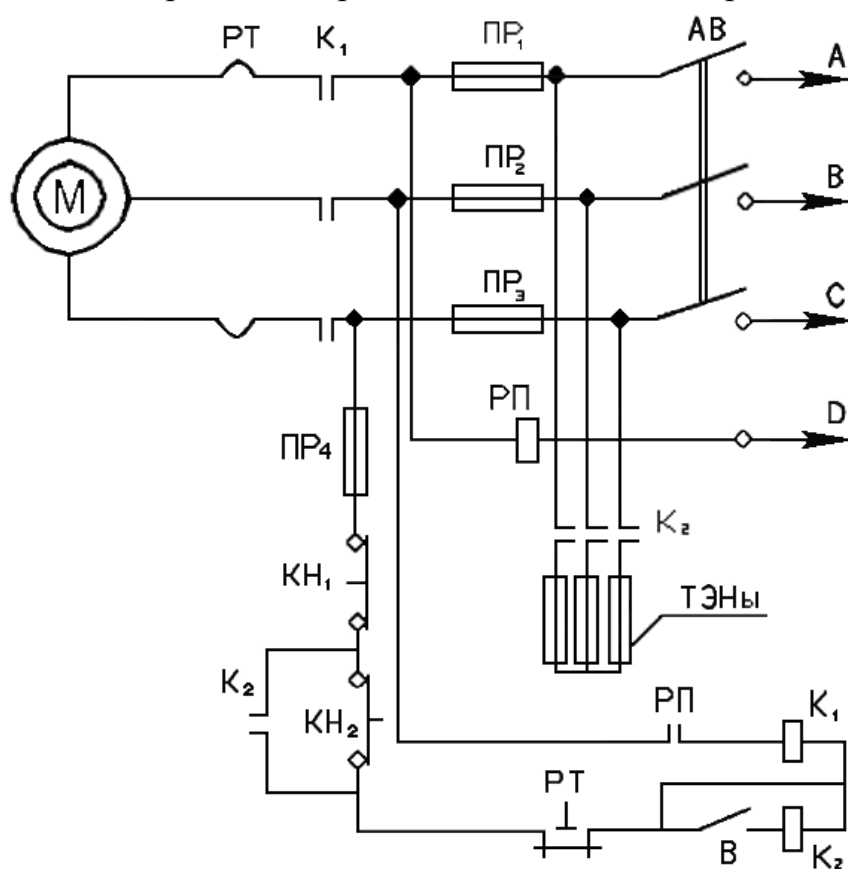 РТ К₁ ПР₁ АВ А
ПР₂ В
М
ПР₃ С
РП D
ПР₄
К₂
КН₁
ТЭНы
К₂ РП К₁
КН₂
РТ
В К₂